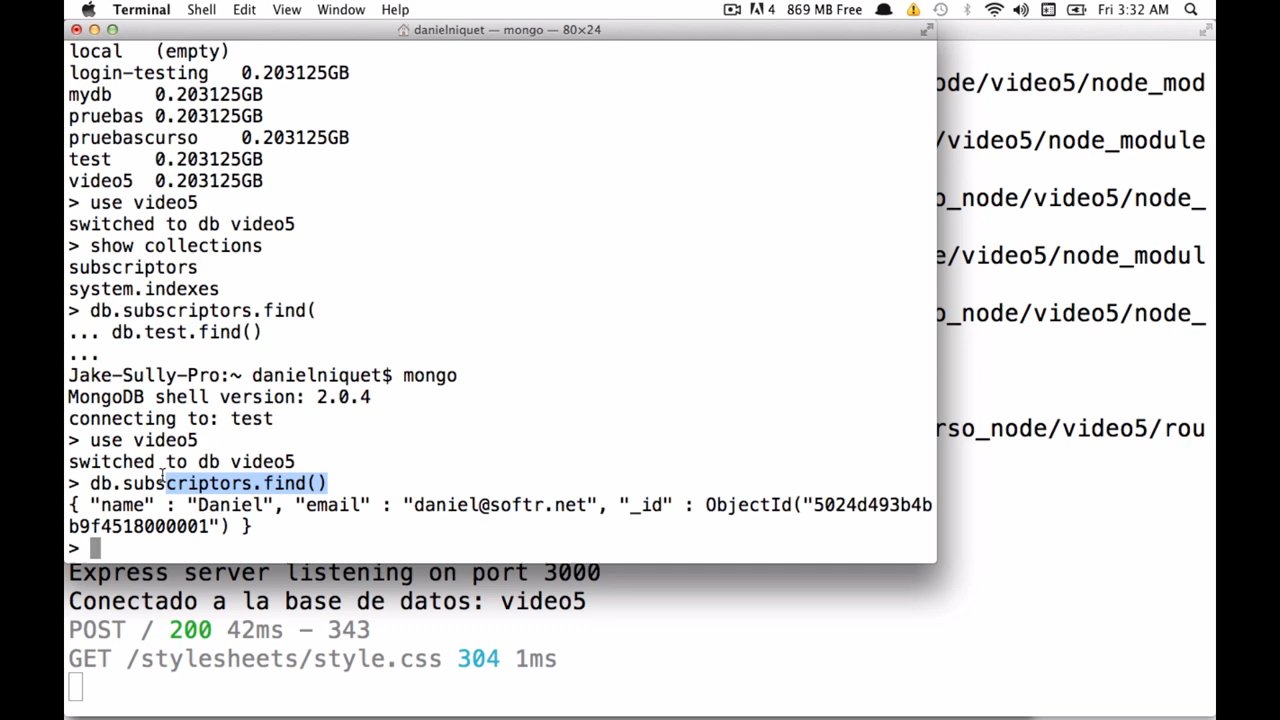 Terminal Shell Edit View Window Help 4 869 MB Free Fri 3:32 AM
danielniquet — mongo — 80×24
local (empty)
login-testing 0.203125GB
mydb 0.203125GB
pruebas 0.203125GB
pruebascurso 0.203125GB
test 0.203125GB
video5 0.203125GB
> use video5
switched to db video5
> show collections
subscriptors
system.indexes
> db.subscriptors.find(
... db.test.find()
...
Jake-Sully-Pro:~ danielniquet$ mongo
MongoDB shell version: 2.0.4
connecting to: test
> use video5
switched to db video5
> db.subscriptors.find()
{ "name" : "Daniel", "email" : "daniel@softr.net", "_id" : ObjectId("5024d493b4b
b9f4518000001") }
>
ode/video5/node_mod
/video5/node_module
o_node/video5/node_
e/video5/node_modul
o_node/video5/node_
rso_node/video5/rou
Express server listening on port 3000
Conectado a la base de datos: video5
POST / 200 42ms - 343
GET /stylesheets/style.css 304 1ms